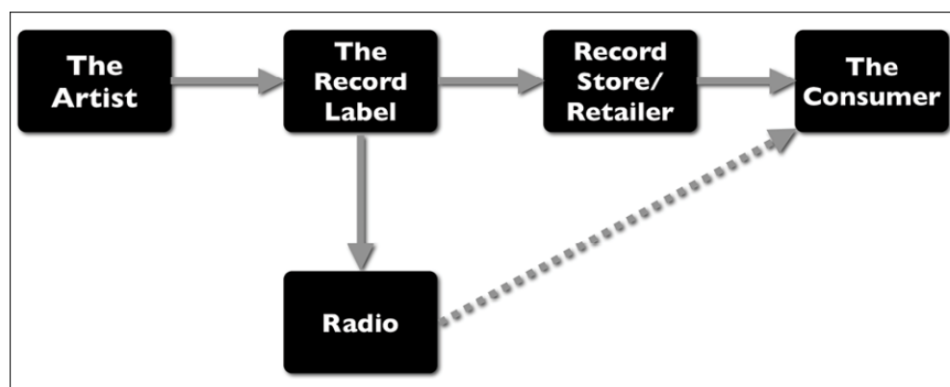 The
Artist
The
Record
Label
Record
Store/
Retailer
The
Consumer
Radio